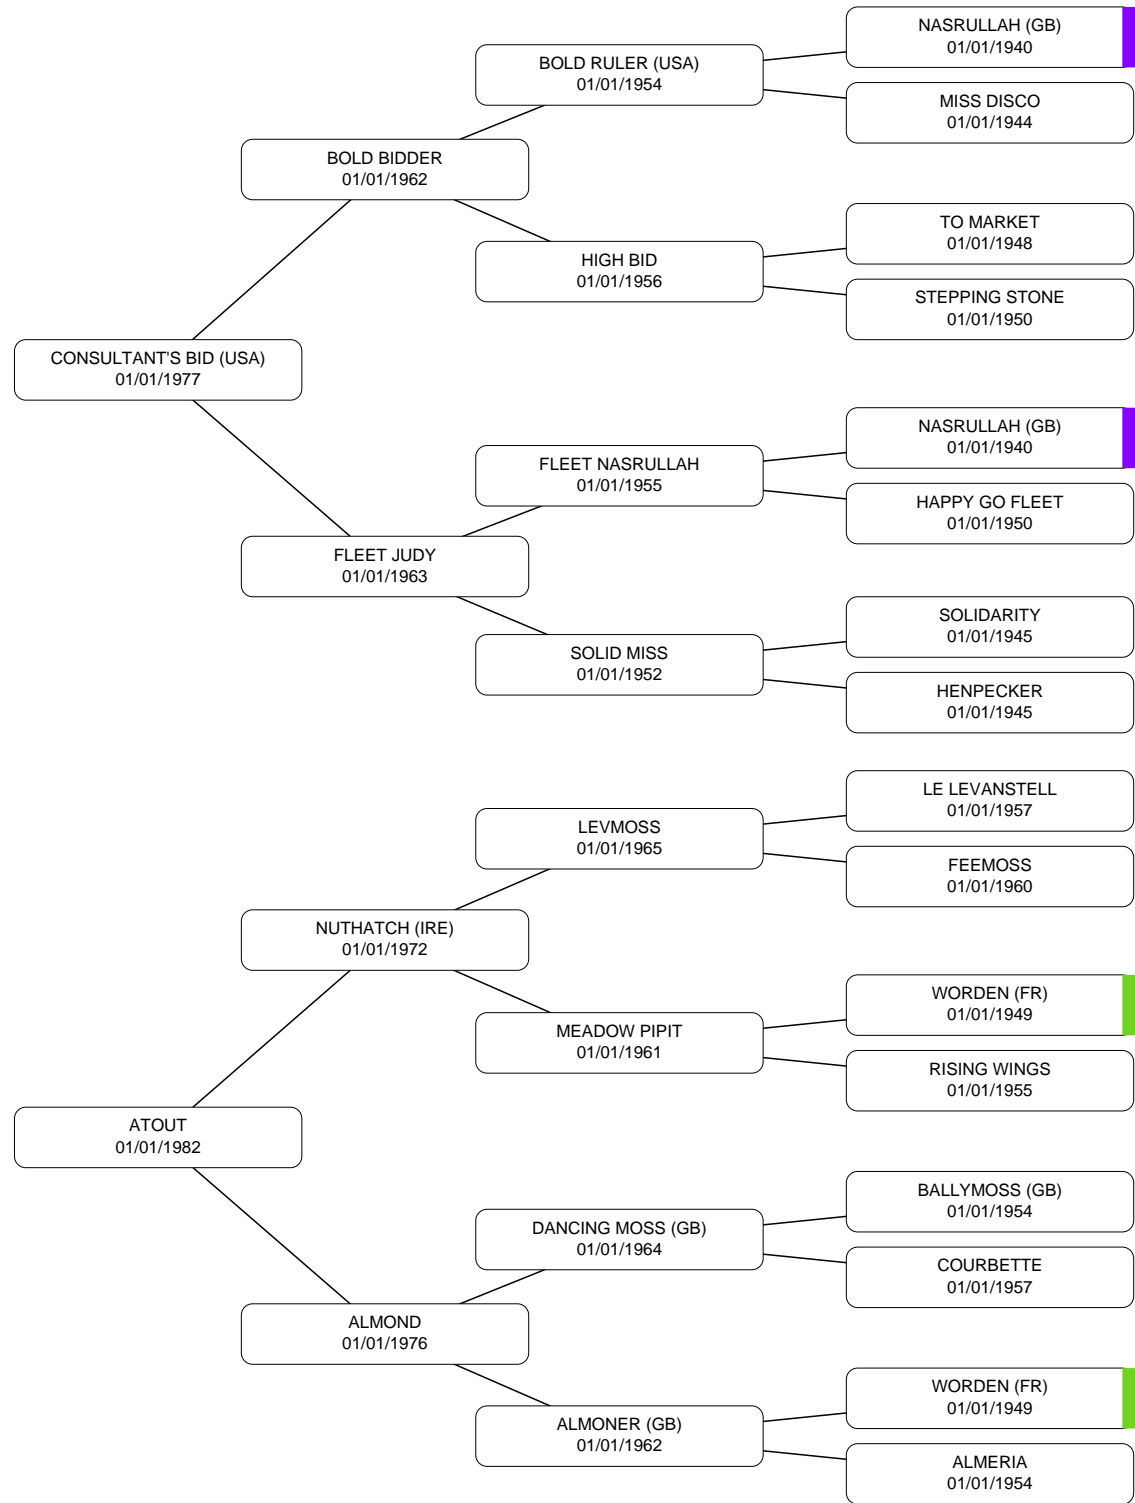 NASRULLAH (GB)
01/01/1940
BOLD RULER (USA)
01/01/1954
MISS DISCO
01/01/1944
BOLD BIDDER
01/01/1962
TO MARKET
01/01/1948
HIGH BID
01/01/1956
STEPPING STONE
01/01/1950
CONSULTANT'S BID (USA)
01/01/1977
NASRULLAH (GB)
01/01/1940
FLEET NASRULLAH
01/01/1955
HAPPY GO FLEET
01/01/1950
FLEET JUDY
01/01/1963
SOLIDARITY
01/01/1945
SOLID MISS
01/01/1952
HENPECKER
01/01/1945
LE LEVANSTELL
01/01/1957
LEVMOSS
01/01/1965
FEEMOSS
01/01/1960
NUTHATCH (IRE)
01/01/1972
WORDEN (FR)
01/01/1949
MEADOW PIPIT
01/01/1961
RISING WINGS
01/01/1955
ATOUT
01/01/1982
BALLYMOSS (GB)
01/01/1954
DANCING MOSS (GB)
01/01/1964
COURBETTE
01/01/1957
ALMOND
01/01/1976
WORDEN (FR)
01/01/1949
ALMONER (GB)
01/01/1962
ALMERIA
01/01/1954